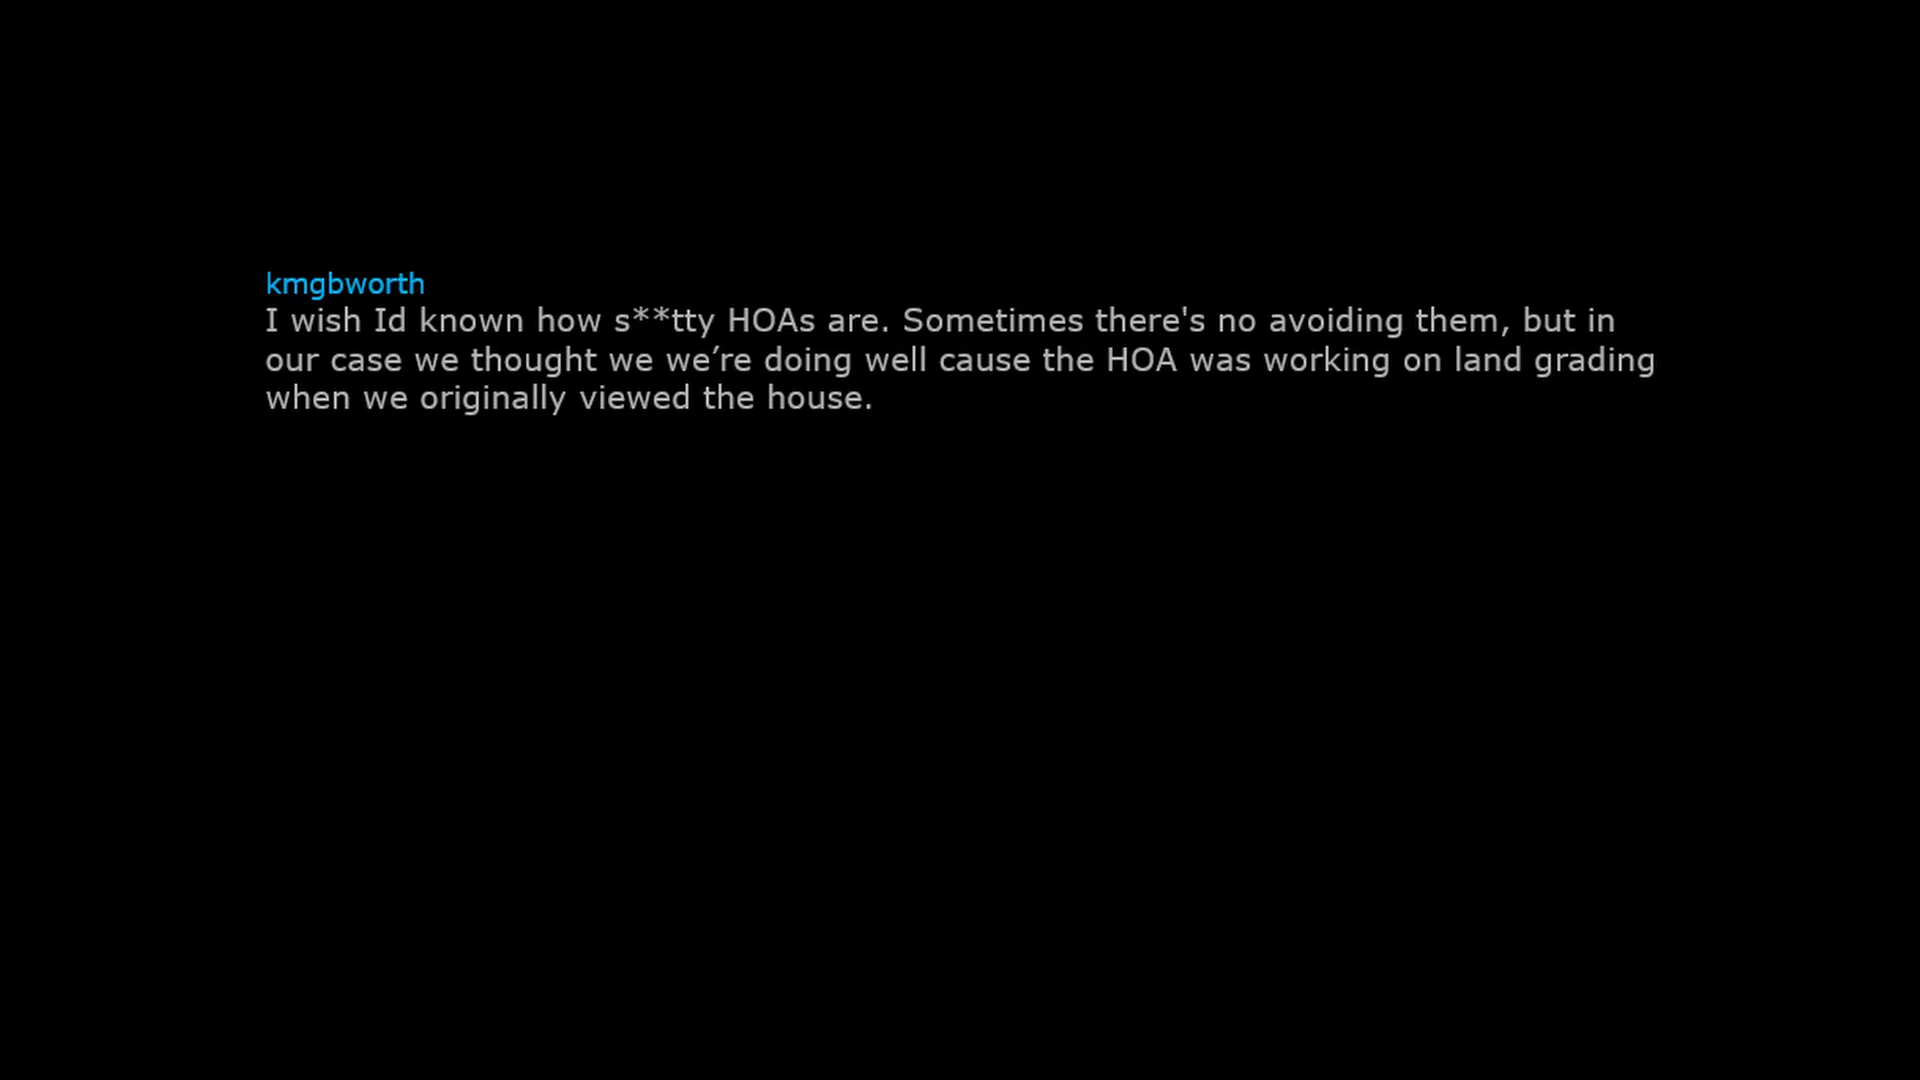 kmgbworth
I wish Id known how s**tty HOAs are. Sometimes there's no avoiding them, but in
our case we thought we we’re doing well cause the HOA was working on land grading
when we originally viewed the house.